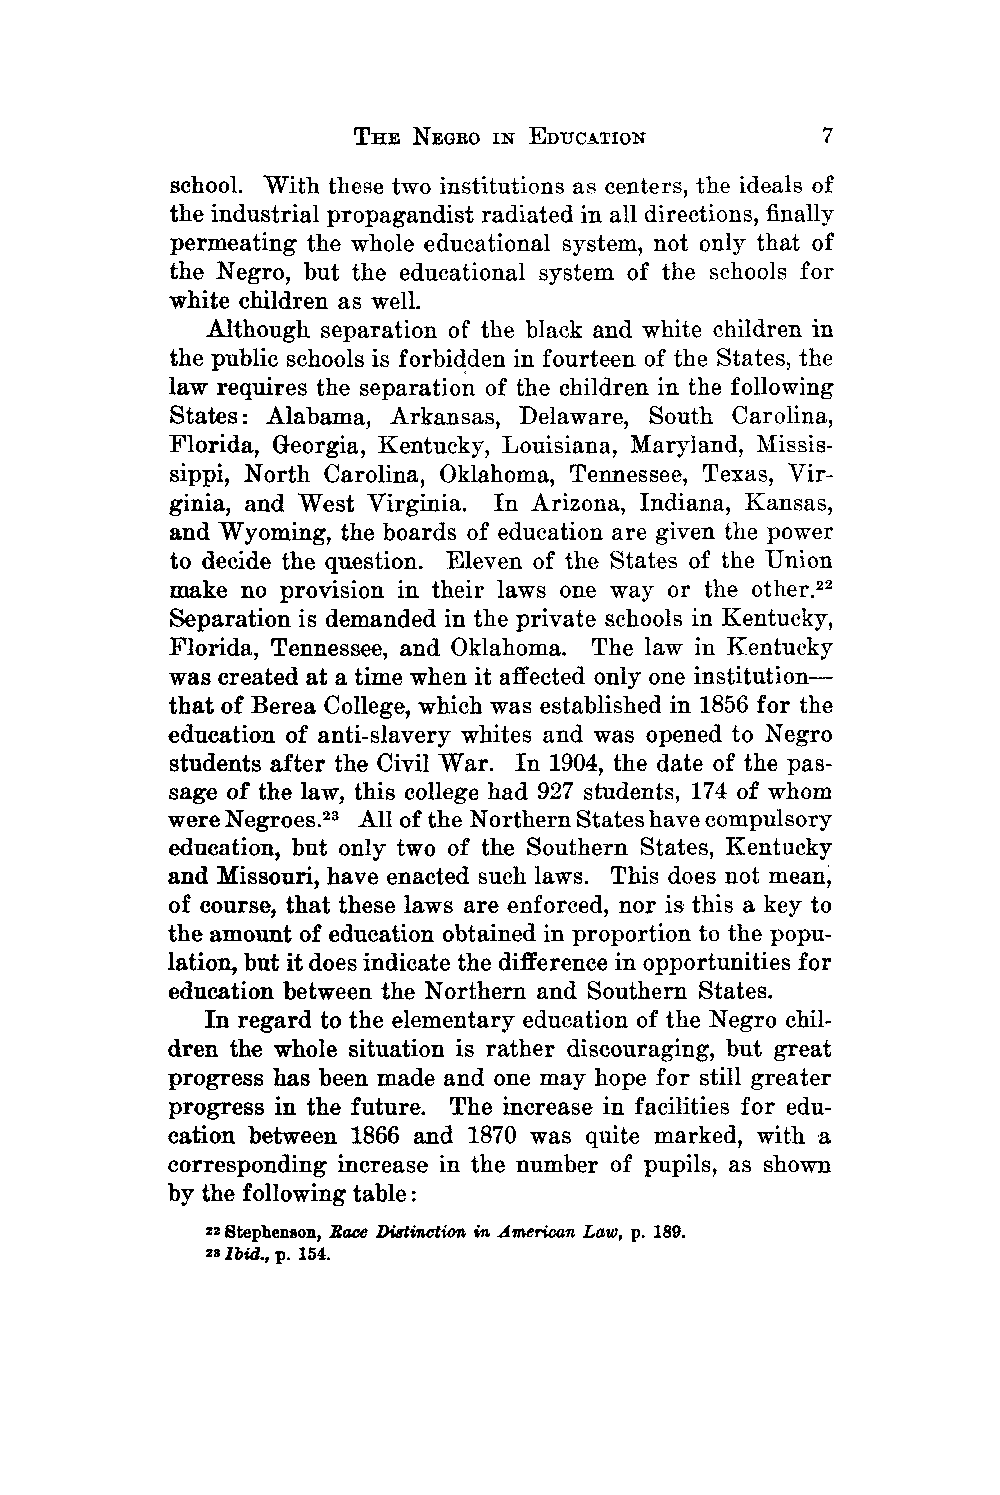 The Negro in Education 7
school. With these two institutions as centers, the ideals of
the industrial propagandist radiated in all directions, finally
permeating the whole educational system, not only that of
the Negro, but the educational system of the schools for
white children as well.
Although separation of the black and white children in
the public schools is forbidden in fourteen of the States, the
law requires the separation of the children in the following
States: Alabama, Arkansas, Delaware, South Carolina,
Florida, Georgia, Kentucky, Louisiana, Maryland, Missis-
sippi, North Carolina, Oklahoma, Tennessee, Texas, Vir-
ginia, and West Virginia. In Arizona, Indiana, Kansas,
and Wyoming, the boards of education are given the power
to decide the question. Eleven of the States of the Union
make no provision in their laws one way or the other.²²
Separation is demanded in the private schools in Kentucky,
Florida, Tennessee, and Oklahoma. The law in Kentucky
was created at a time when it affected only one institution—
that of Berea College, which was established in 1856 for the
education of anti-slavery whites and was opened to Negro
students after the Civil War. In 1904, the date of the pas-
sage of the law, this college had 927 students, 174 of whom
were Negroes.²³ All of the Northern States have compulsory
education, but only two of the Southern States, Kentucky
and Missouri, have enacted such laws. This does not mean,
of course, that these laws are enforced, nor is this a key to
the amount of education obtained in proportion to the popu-
lation, but it does indicate the difference in opportunities for
education between the Northern and Southern States.
In regard to the elementary education of the Negro chil-
dren the whole situation is rather discouraging, but great
progress has been made and one may hope for still greater
progress in the future. The increase in facilities for edu-
cation between 1866 and 1870 was quite marked, with a
corresponding increase in the number of pupils, as shown
by the following table:
²² Stephenson, Race Distinction in American Law, p. 189.
²³ Ibid., p. 154.